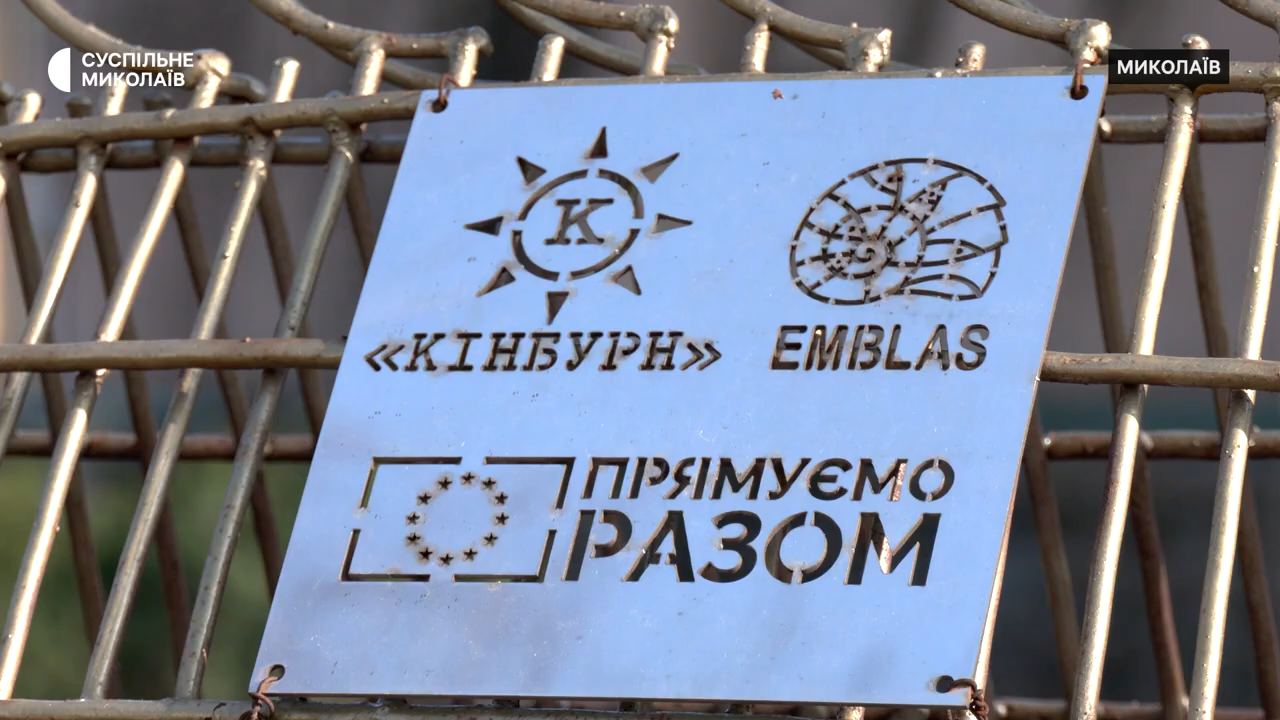 СУСПІЛЬНЕ
МИКОЛАЇВ
МИКОЛАЇВ
К
«КІНБУРН»
EMBLAS
ПРЯМУЄМО
РАЗОМ